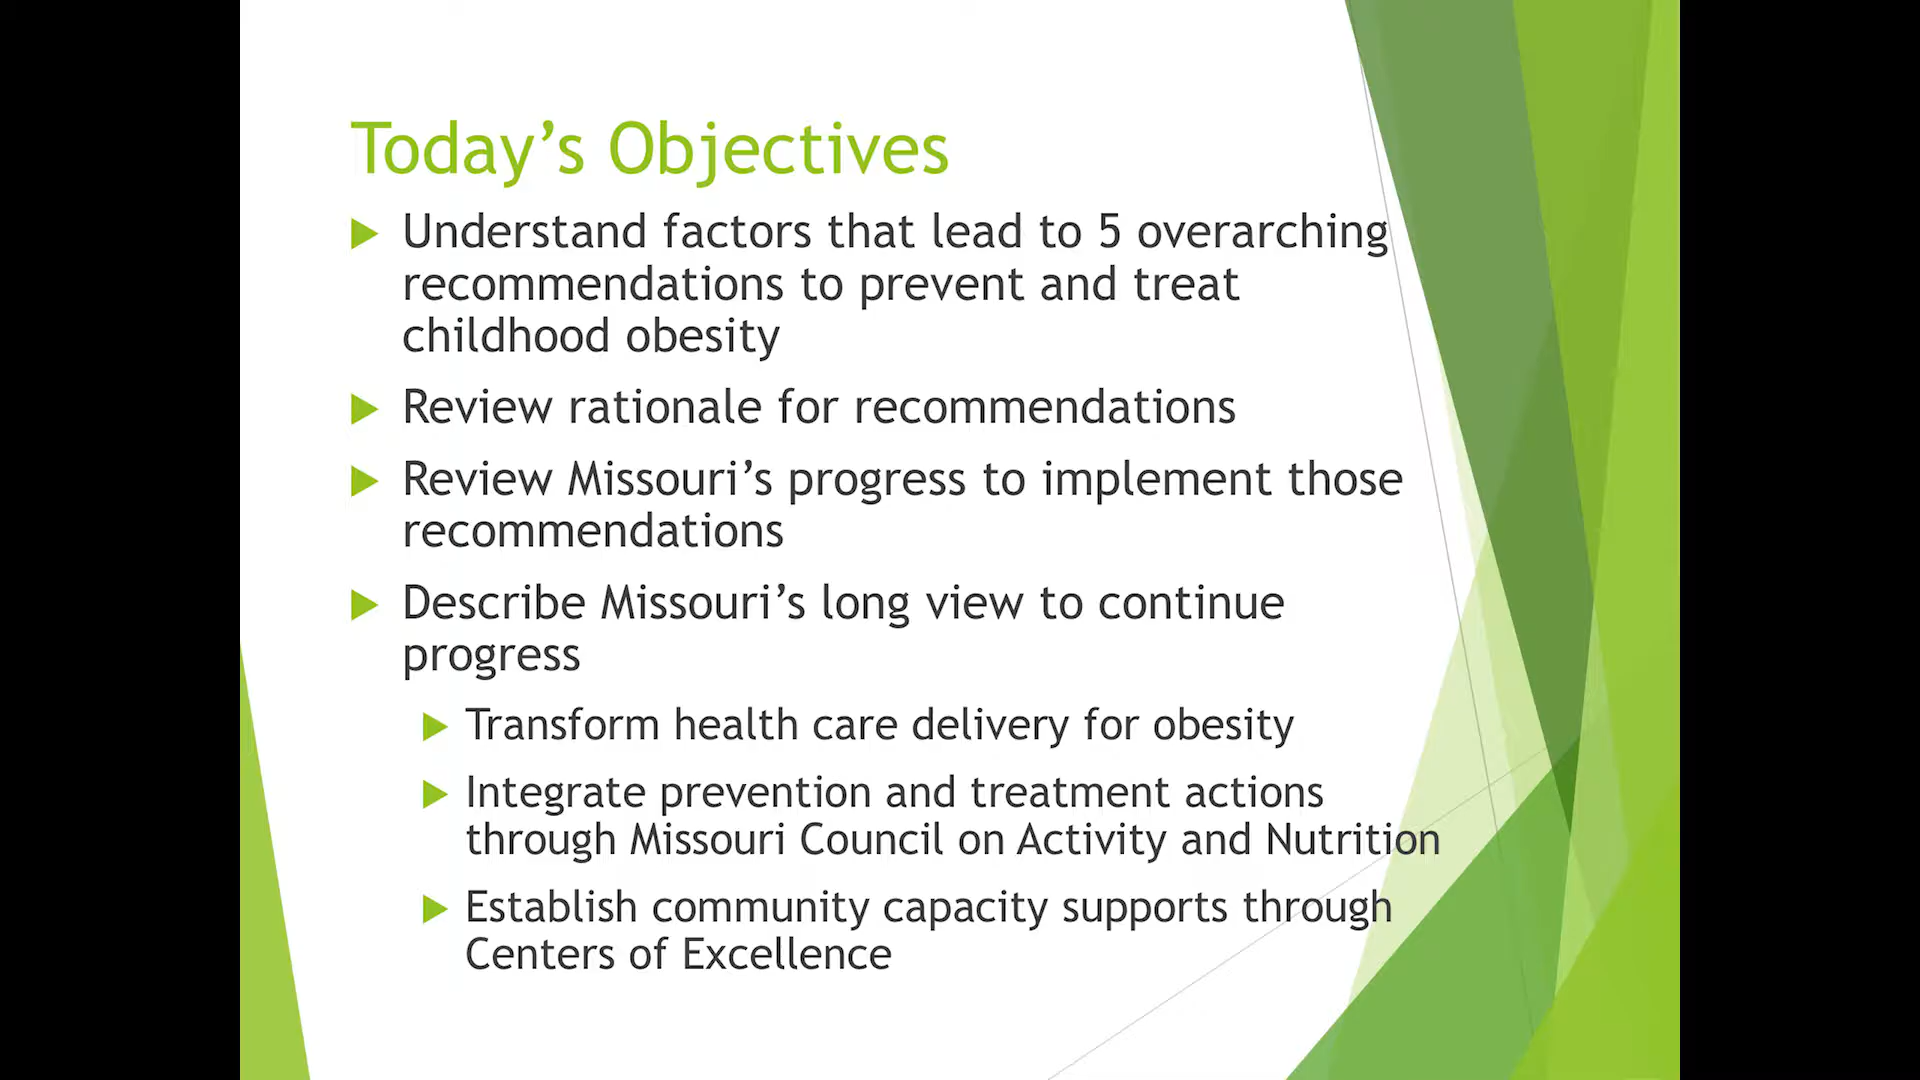 Today’s Objectives
Understand factors that lead to 5 overarching
recommendations to prevent and treat
childhood obesity
Review rationale for recommendations
Review Missouri’s progress to implement those
recommendations
Describe Missouri’s long view to continue
progress
Transform health care delivery for obesity
Integrate prevention and treatment actions
through Missouri Council on Activity and Nutrition
Establish community capacity supports through
Centers of Excellence